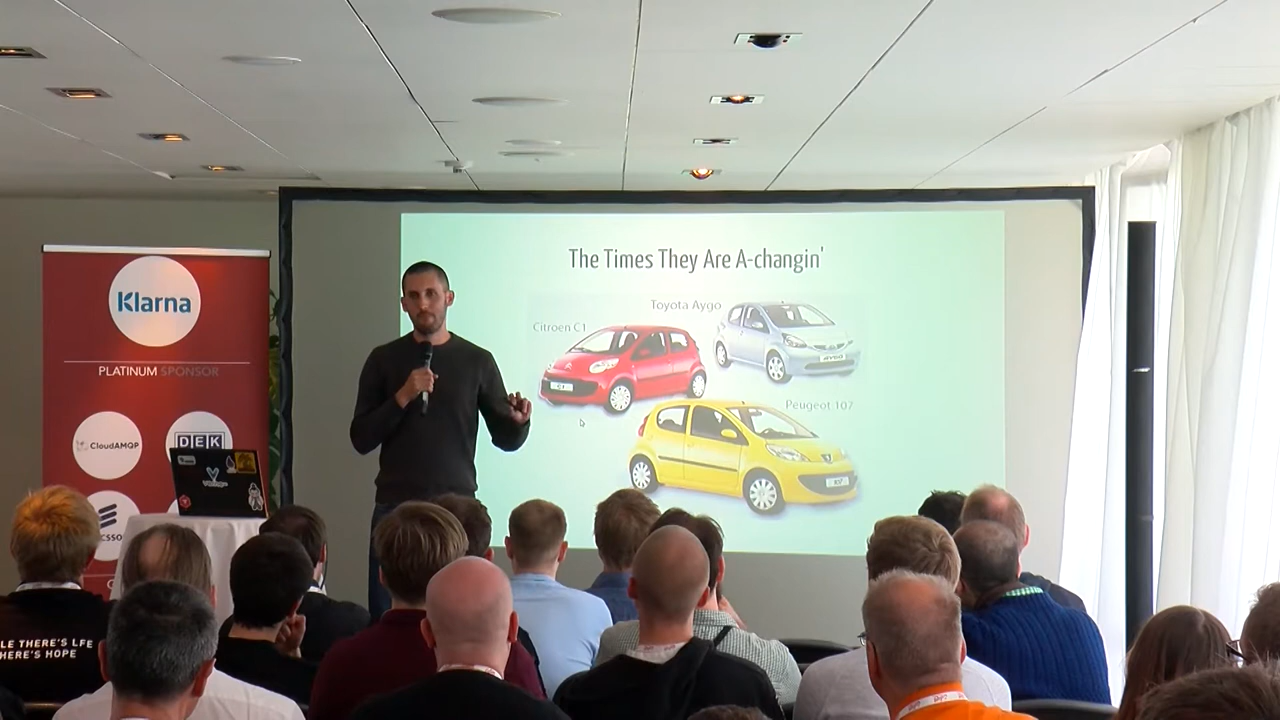 The Times They Are A-changin'
Toyota Aygo
Citroen C1
Peugeot 107
Klarna
PLATINUM SPONSOR
CloudAMQP
DEK
LE THERE'S LFE
HERE'S HOPE